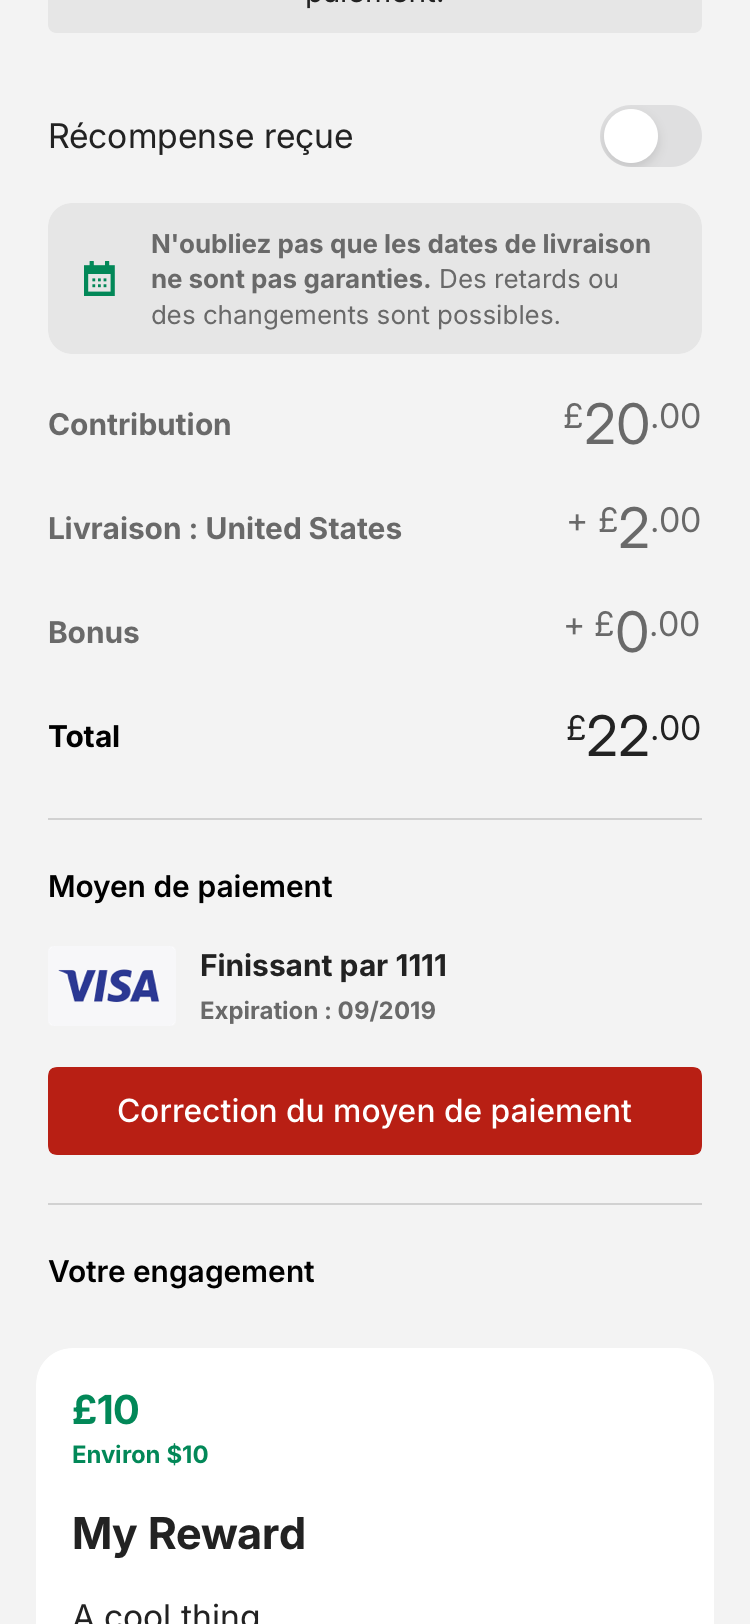 paiement.
Récompense reçue
N'oubliez pas que les dates de livraison
ne sont pas garanties. Des retards ou
des changements sont possibles.
Contribution £20.00
Livraison : United States + £2.00
Bonus + £0.00
Total £22.00
Moyen de paiement
VISA
Finissant par 1111
Expiration : 09/2019
Correction du moyen de paiement
Votre engagement
£10
Environ $10
My Reward
A cool thing